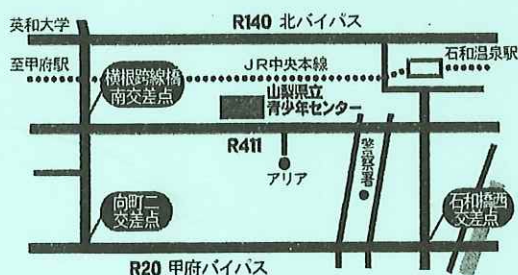 英和大学
R140 北バイパス
至甲府駅
JR中央本線
石和温泉駅
横根跨線橋
南交差点
山梨県立
青少年センター
R411
アリア
警察署
向町二
交差点
石和橋西
交差点
R20 甲府バイパス